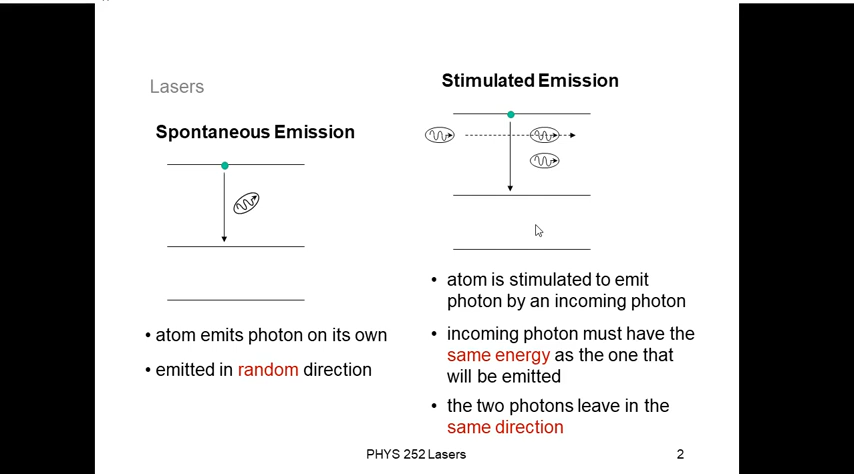 Lasers
Spontaneous Emission
• atom emits photon on its own
• emitted in random direction
Stimulated Emission
• atom is stimulated to emit
photon by an incoming photon
• incoming photon must have the
same energy as the one that
will be emitted
• the two photons leave in the
same direction
PHYS 252 Lasers
2